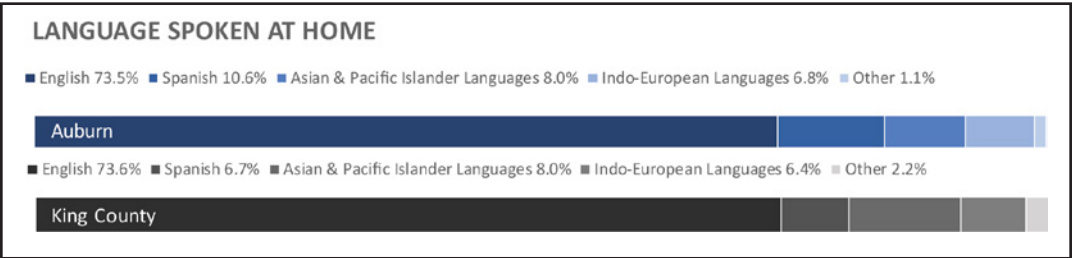 LANGUAGE SPOKEN AT HOME
English 73.5% Spanish 10.6% Asian & Pacific Islander Languages 8.0% Indo-European Languages 6.8% Other 1.1%
Auburn
English 73.6% Spanish 6.7% Asian & Pacific Islander Languages 8.0% Indo-European Languages 6.4% Other 2.2%
King County